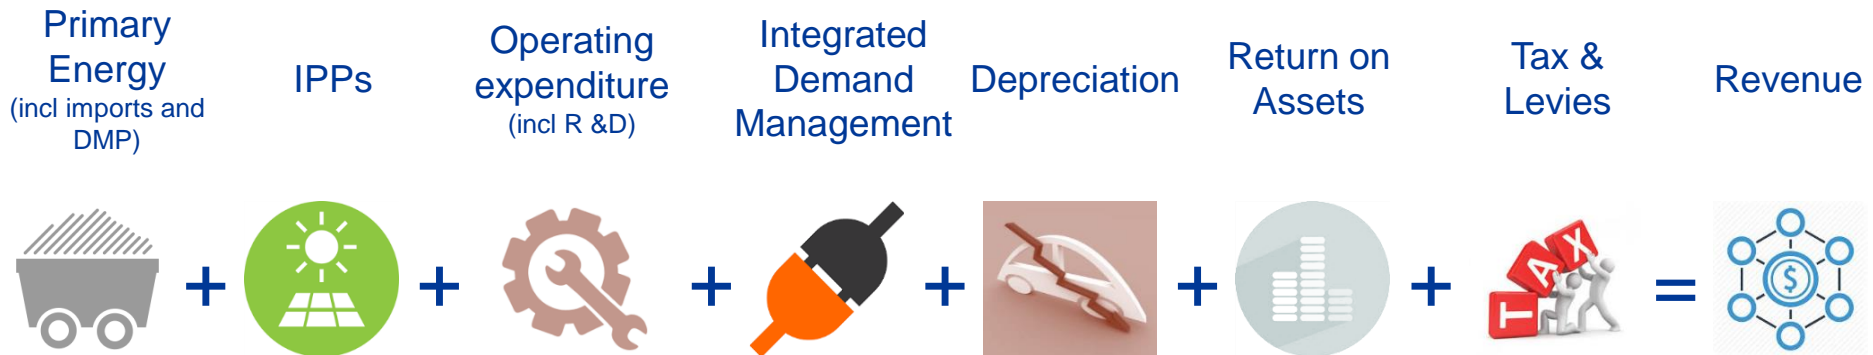 Primary
Energy
(incl imports and
DMP)
IPPs
Operating
expenditure
(incl R &D)
Integrated
Demand
Management
Depreciation
Return on
Assets
Tax &
Levies
Revenue
+
+
+
+
+
+
TAX
=
$